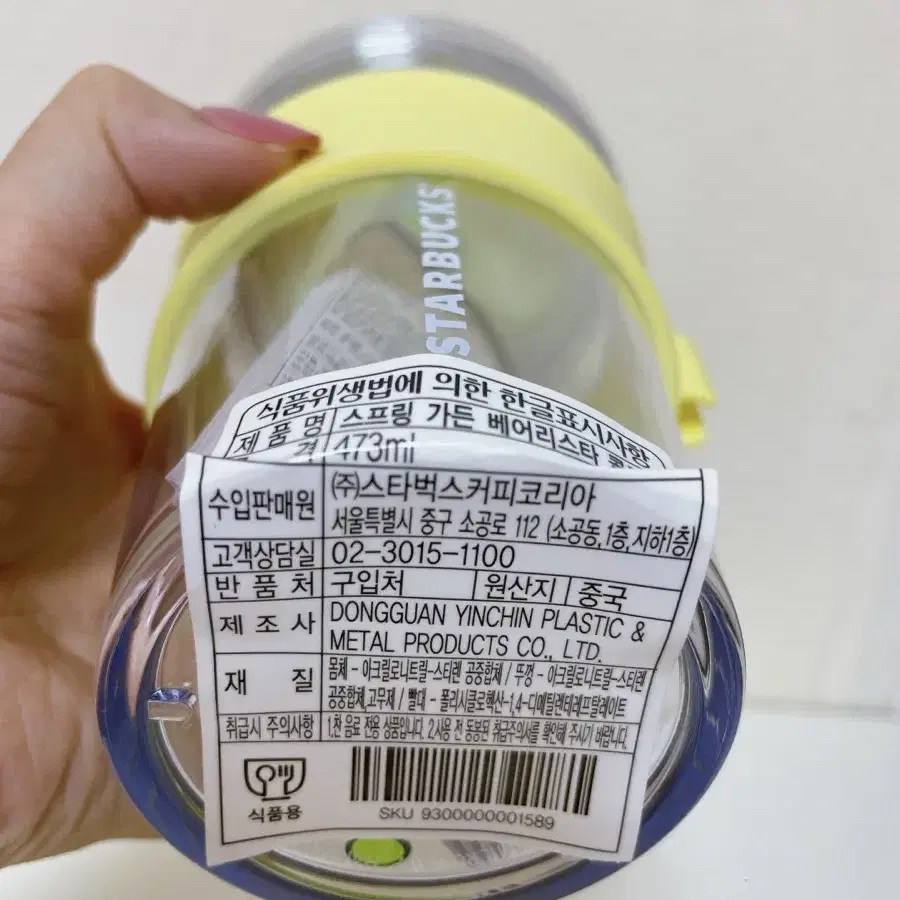 STARBUCKS
식품위생법에 의한 한글표시사항
제 품 명 스프링 가든 베어리스타
격 473ml
수입판매원 (주)스타벅스커피코리아
서울특별시 중구 소공로 112 (소공동, 1층, 지하1층)
고객상담실 02-3015-1100
반 품 처 구입처 원산지 중국
제 조 사 DONGGUAN YINCHIN PLASTIC &
METAL PRODUCTS CO., LTD.
재 질 몸체 - 아크릴로니트릴-스티렌 공중합체 / 뚜껑 - 아크릴로니트릴-스티렌
공중합체,고무제 / 빨대 - 폴리시클로헥산-1,4-디메틸렌테레프탈레이트
취급시 주의사항 1.찬 음료 전용 상품입니다. 2.사용 전 동봉된 취급주의서를 확인해 주시기 바랍니다.
식품용
SKU 9300000001589